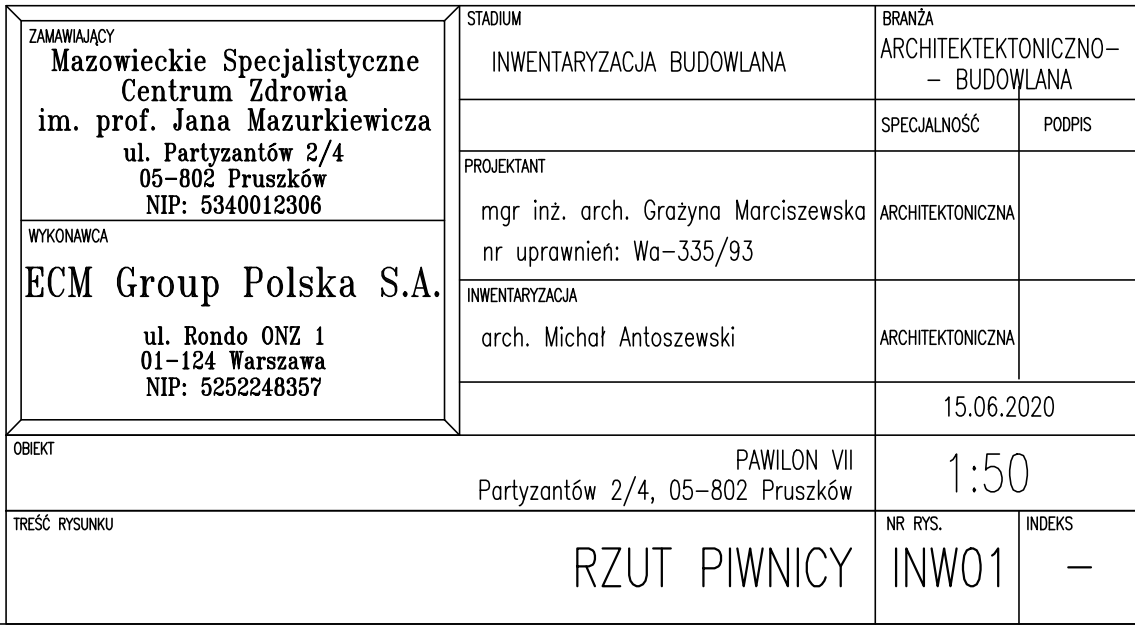 ZAMAWIAJĄCY
Mazowieckie Specjalistyczne
Centrum Zdrowia
im. prof. Jana Mazurkiewicza
ul. Partyzantów 2/4
05-802 Pruszków
NIP: 5340012306
WYKONAWCA
ECM Group Polska S.A.
ul. Rondo ONZ 1
01-124 Warszawa
NIP: 5252248357
STADIUM
INWENTARYZACJA BUDOWLANA
BRANŻA
ARCHITEKTEKTONICZNO-
- BUDOWLANA
SPECJALNOŚĆ
PODPIS
PROJEKTANT
mgr inż. arch. Grażyna Marciszewska
nr uprawnień: Wa-335/93
ARCHITEKTONICZNA
INWENTARYZACJA
arch. Michał Antoszewski
ARCHITEKTONICZNA
15.06.2020
OBIEKT
PAWILON VII
Partyzantów 2/4, 05-802 Pruszków
1:50
TREŚĆ RYSUNKU
RZUT PIWNICY
NR RYS.
INW01
INDEKS
-